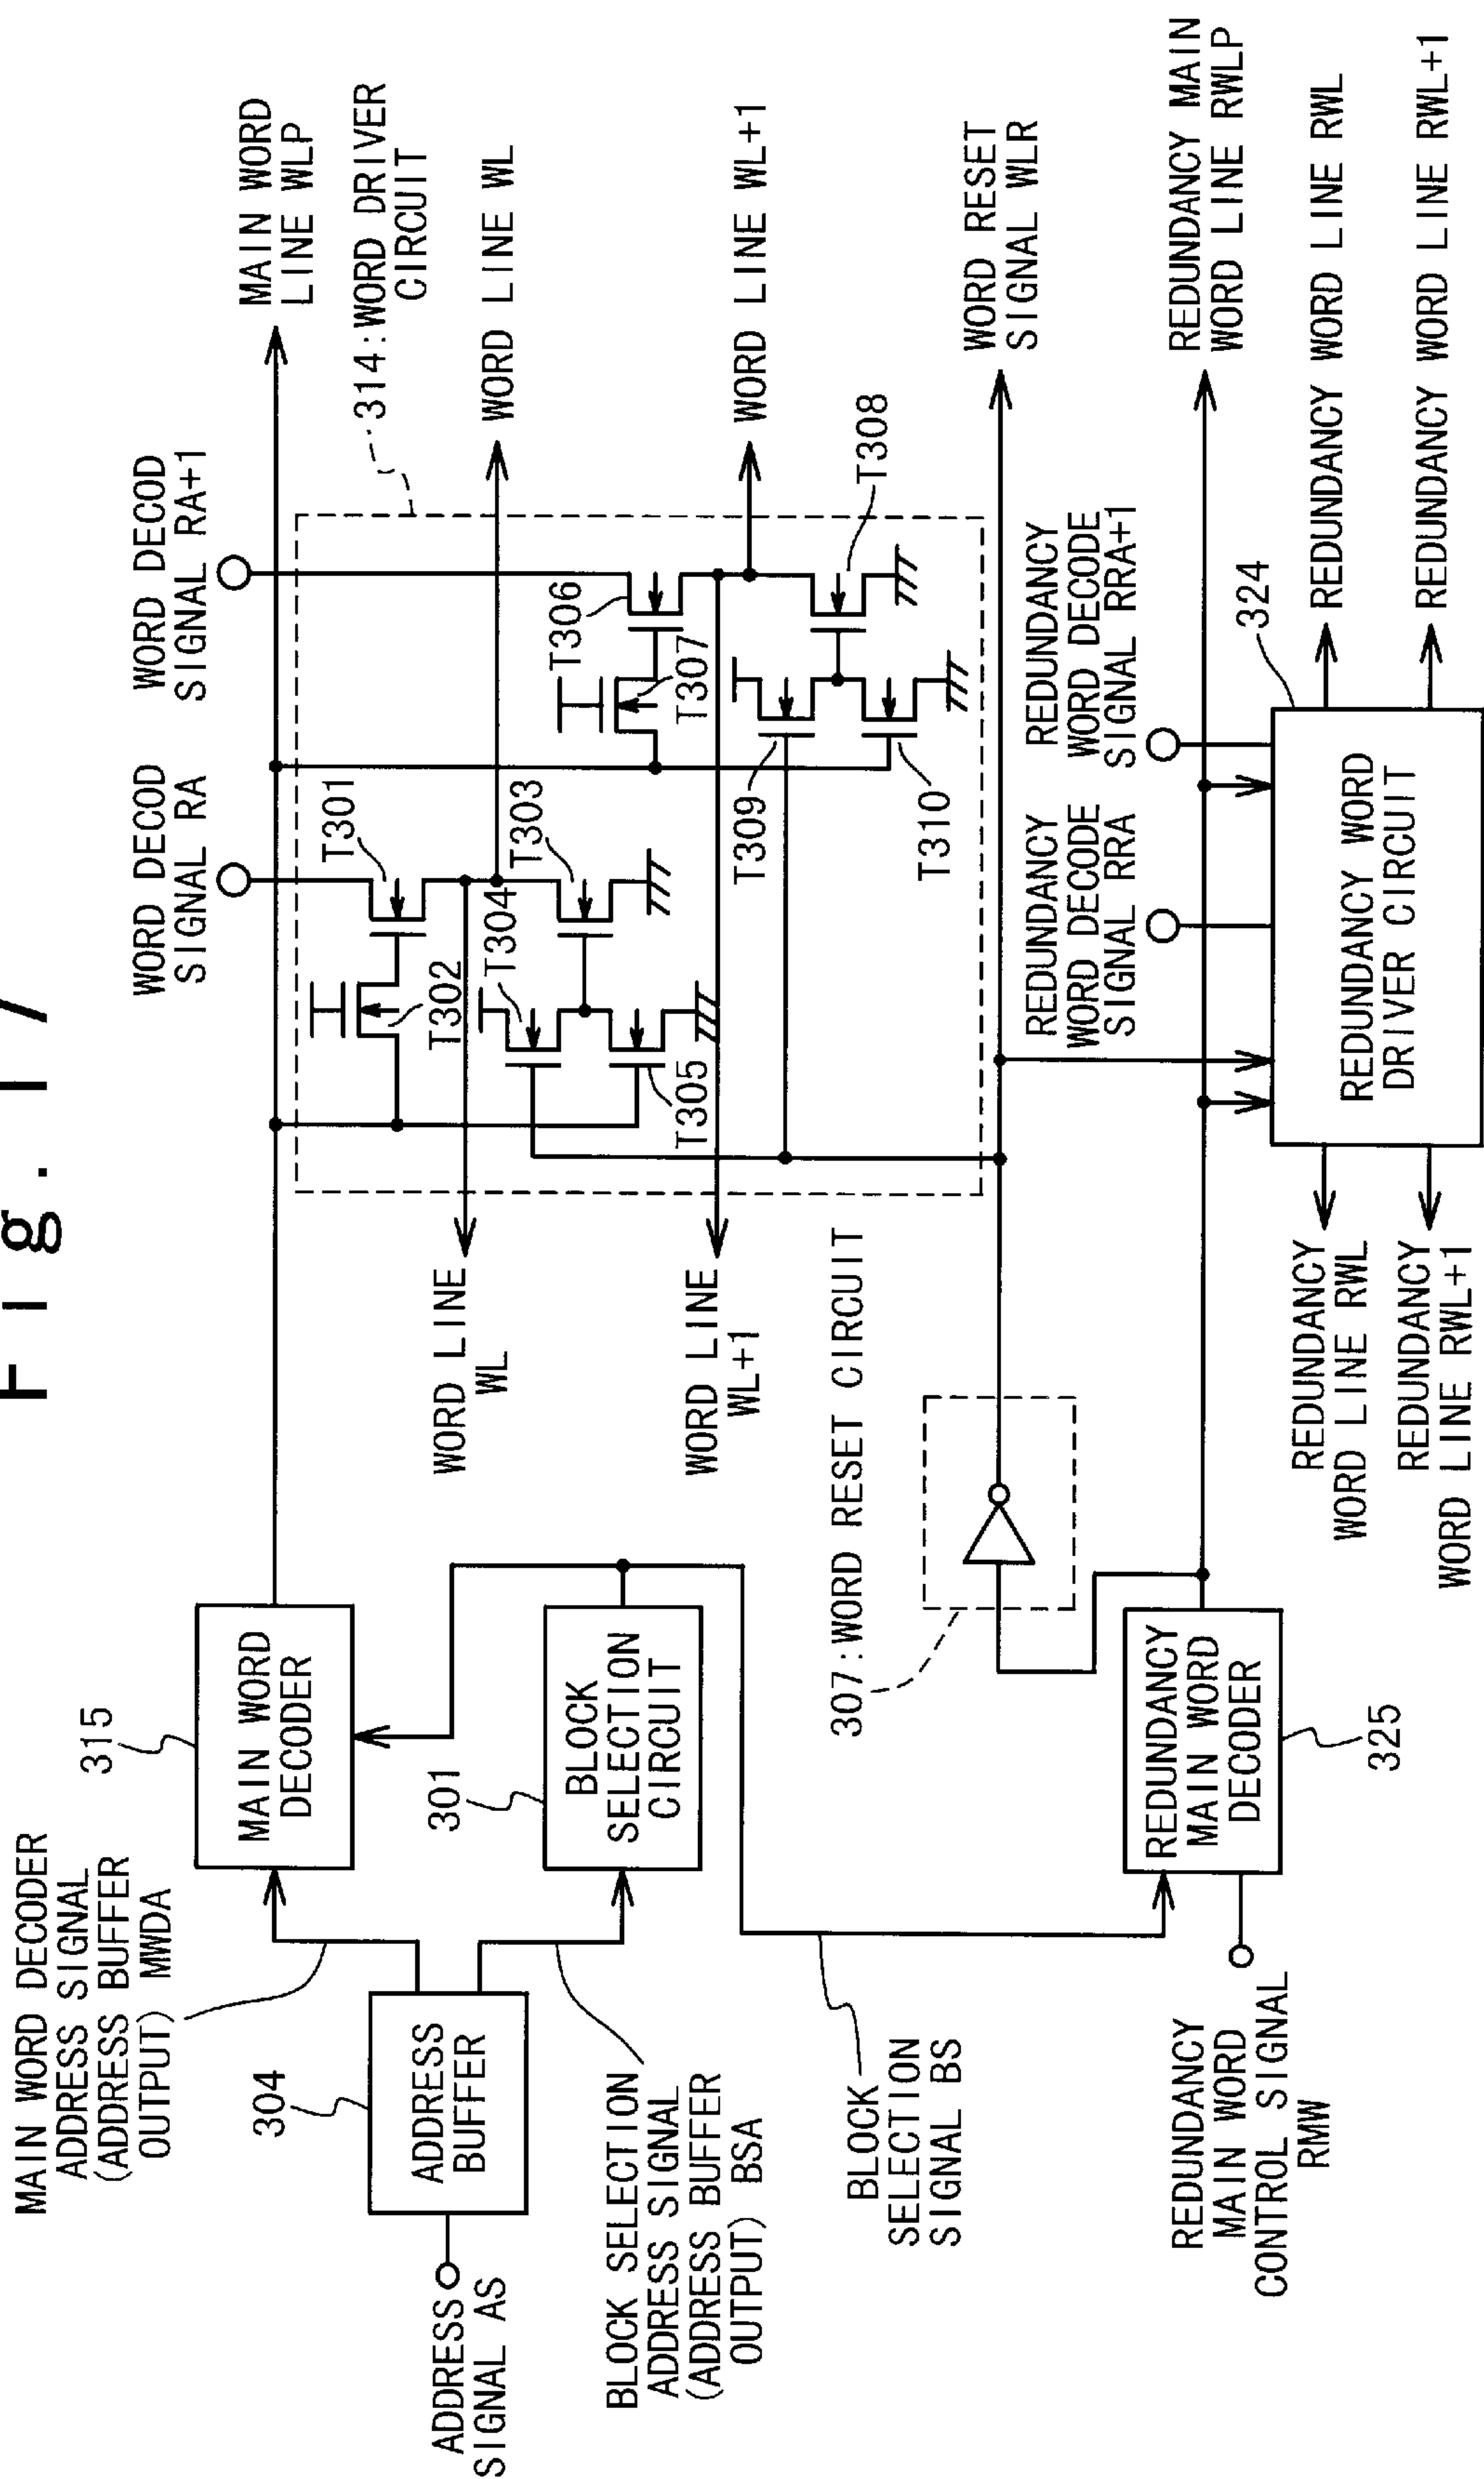 Fig. 17
MAIN WORD DECODER
ADDRESS SIGNAL
(ADDRESS BUFFER
OUTPUT) MWDA
315
MAIN WORD
DECODER
304
ADDRESS
BUFFER
ADDRESS
SIGNAL AS
301
BLOCK
SELECTION
CIRCUIT
BLOCK SELECTION
ADDRESS SIGNAL
(ADDRESS BUFFER
OUTPUT) BSA
BLOCK
SELECTION
SIGNAL BS
307:WORD RESET CIRCUIT
REDUNDANCY
MAIN WORD
DECODER
325
REDUNDANCY
MAIN WORD
CONTROL SIGNAL
RMW
WORD DECOD
SIGNAL RA
WORD DECOD
SIGNAL RA+1
MAIN WORD
LINE WLP
314:WORD DRIVER
CIRCUIT
T301
T302
T303
T304
T305
T306
T307
T308
T309
T310
WORD LINE
WL
WORD LINE WL
WORD LINE
WL+1
WORD LINE WL+1
WORD RESET
SIGNAL WLR
REDUNDANCY
WORD DECODE
SIGNAL RRA
REDUNDANCY
WORD DECODE
SIGNAL RRA+1
REDUNDANCY MAIN
WORD LINE RWLP
324
REDUNDANCY WORD
DRIVER CIRCUIT
REDUNDANCY
WORD LINE RWL
REDUNDANCY
WORD LINE RWL+1
REDUNDANCY WORD LINE RWL
REDUNDANCY WORD LINE RWL+1